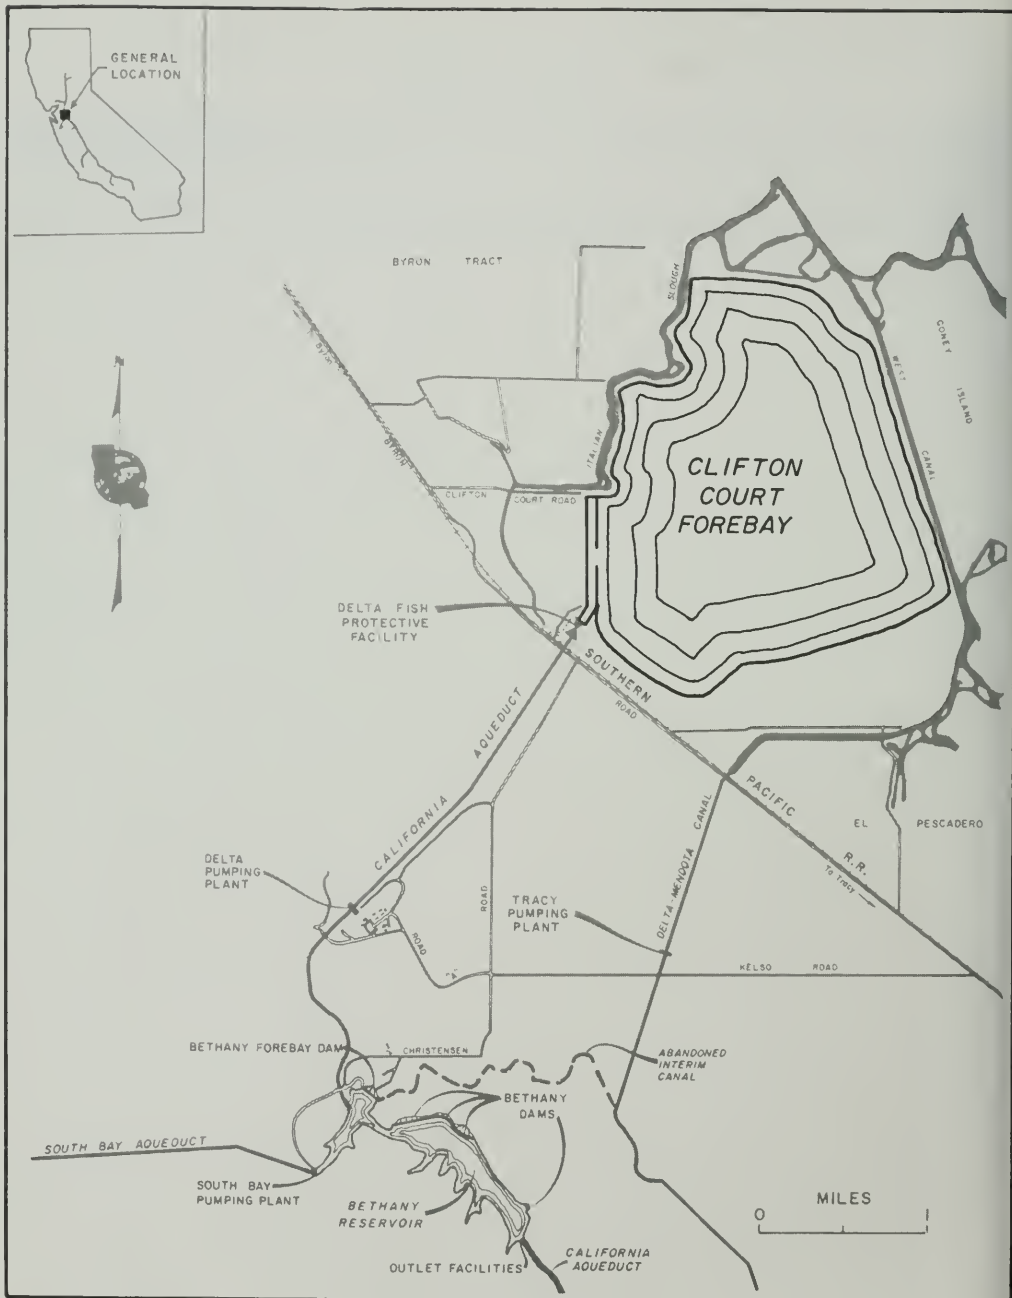 GENERAL
LOCATION
BYRON TRACT
SLOUGH
CONEY
ISLAND
WEST
CANAL
Byron
BYRON
ITALIAN
CLIFTON COURT ROAD
CLIFTON
COURT
FOREBAY
DELTA FISH
PROTECTIVE
FACILITY
SOUTHERN
ROAD
PACIFIC
R.R.
To Tracy
EL PESCADERO
CALIFORNIA
AQUEDUCT
DELTA-MENDOTA CANAL
DELTA
PUMPING
PLANT
ROAD
ROAD
"A"
TRACY
PUMPING
PLANT
KELSO ROAD
BETHANY FOREBAY DAM
CHRISTENSEN
ABANDONED
INTERIM
CANAL
BETHANY
DAMS
SOUTH BAY AQUEDUCT
SOUTH BAY
PUMPING PLANT
BETHANY
RESERVOIR
OUTLET FACILITIES
CALIFORNIA
AQUEDUCT
MILES
0 1